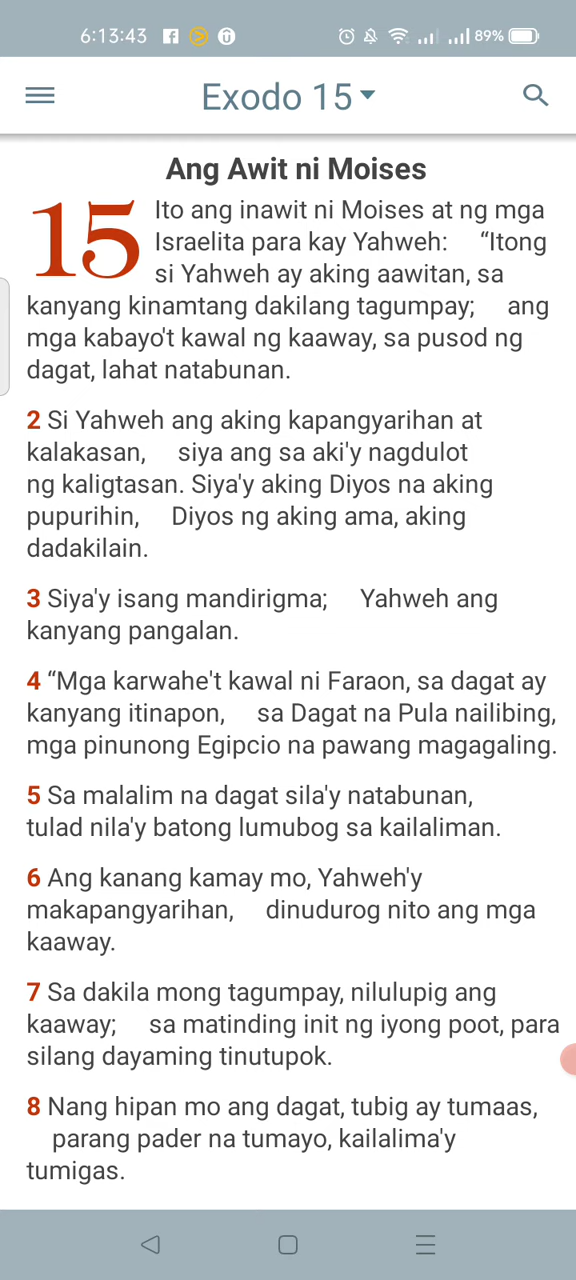 6:13:43
89%
Exodo 15
Ang Awit ni Moises
15 Ito ang inawit ni Moises at ng mga
Israelita para kay Yahweh: “Itong
si Yahweh ay aking aawitan, sa
kanyang kinamtang dakilang tagumpay; ang
mga kabayo't kawal ng kaaway, sa pusod ng
dagat, lahat natabunan.
2 Si Yahweh ang aking kapangyarihan at
kalakasan, siya ang sa aki'y nagdulot
ng kaligtasan. Siya'y aking Diyos na aking
pupurihin, Diyos ng aking ama, aking
dadakilain.
3 Siya'y isang mandirigma; Yahweh ang
kanyang pangalan.
4 “Mga karwahe't kawal ni Faraon, sa dagat ay
kanyang itinapon, sa Dagat na Pula nailibing,
mga pinunong Egipcio na pawang magagaling.
5 Sa malalim na dagat sila'y natabunan,
tulad nila'y batong lumubog sa kailaliman.
6 Ang kanang kamay mo, Yahweh'y
makapangyarihan, dinudurog nito ang mga
kaaway.
7 Sa dakila mong tagumpay, nilulupig ang
kaaway; sa matinding init ng iyong poot, para
silang dayaming tinutupok.
8 Nang hipan mo ang dagat, tubig ay tumaas,
parang pader na tumayo, kailalima'y
tumigas.